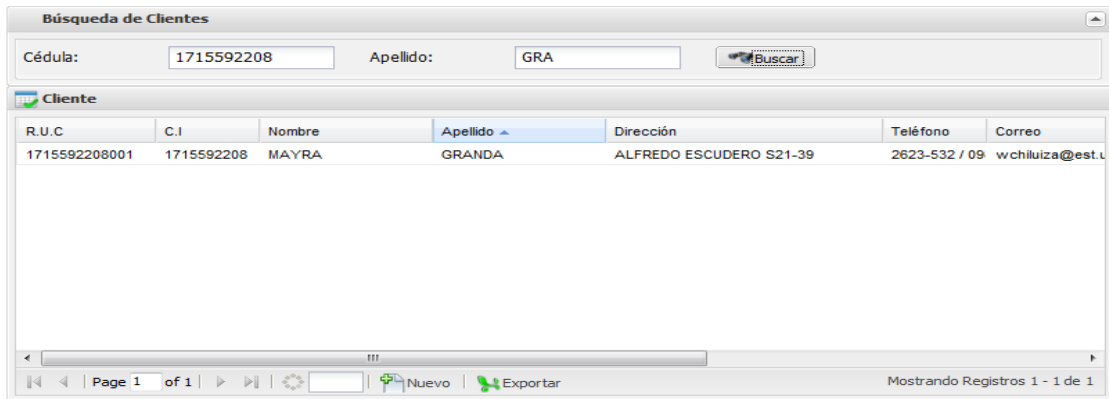 Búsqueda de Clientes
Cédula: 1715592208 Apellido: GRA Buscar
Cliente
R.U.C C.I Nombre Apellido Dirección Teléfono Correo
1715592208001 1715592208 MAYRA GRANDA ALFREDO ESCUDERO S21-39 2623-532 / 09 wchiluiza@est.u
Page 1 of 1 Nuevo Exportar Mostrando Registros 1 - 1 de 1